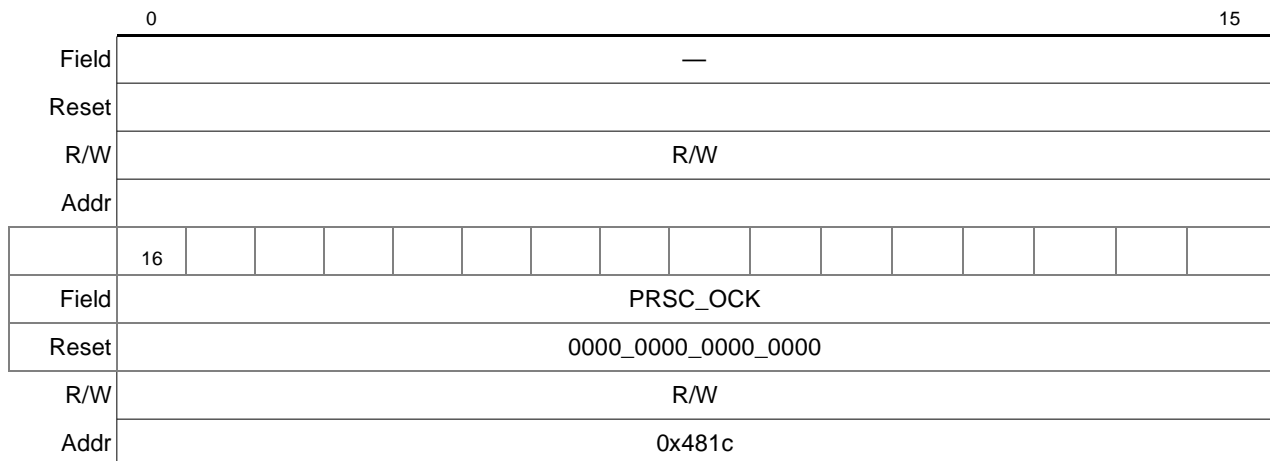 0 15
Field —
Reset
R/W R/W
Addr
16
Field PRSC_OCK
Reset 0000_0000_0000_0000
R/W R/W
Addr 0x481c